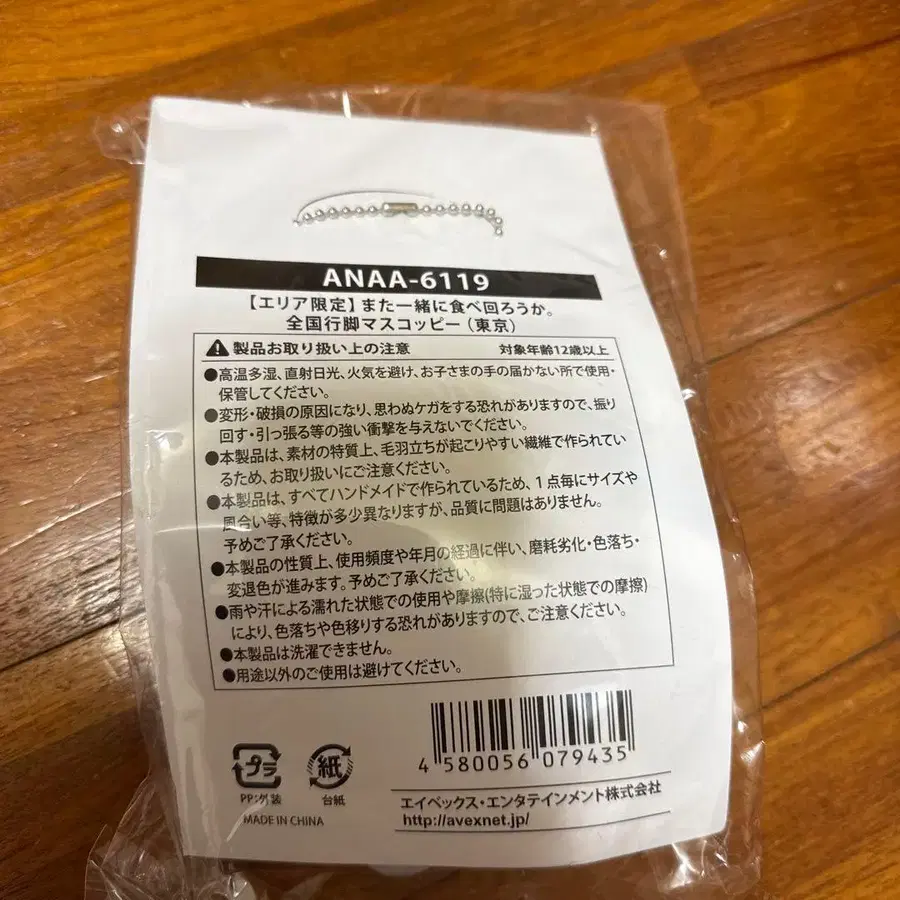 ANAA-6119
【エリア限定】また一緒に食べ回ろうか。
全国行脚マスコッピー（東京）
製品お取り扱い上の注意 対象年齢12歳以上
●高温多湿、直射日光、火気を避け、お子さまの手の届かない所で使用・
保管してください。
●変形・破損の原因になり、思わぬケガをする恐れがありますので、振り
回す・引っ張る等の強い衝撃を与えないでください。
●本製品は、素材の特質上、毛羽立ちが起こりやすい繊維で作られてい
るため、お取り扱いにご注意ください。
●本製品は、すべてハンドメイドで作られているため、1点毎にサイズや
風合い等、特徴が多少異なりますが、品質に問題はありません。
予めご了承ください。
●本製品の性質上、使用頻度や年月の経過に伴い、磨耗劣化・色落ち・
変退色が進みます。予めご了承ください。
●雨や汗による濡れた状態での使用や摩擦(特に湿った状態での摩擦)
により、色落ちや色移りする恐れがありますので、ご注意ください。
●本製品は洗濯できません。
●用途以外のご使用は避けてください。
4 580056 079435
プラ
PP:外装
紙
台紙
MADE IN CHINA
エイベックス・エンタテインメント株式会社
http://avexnet.jp/